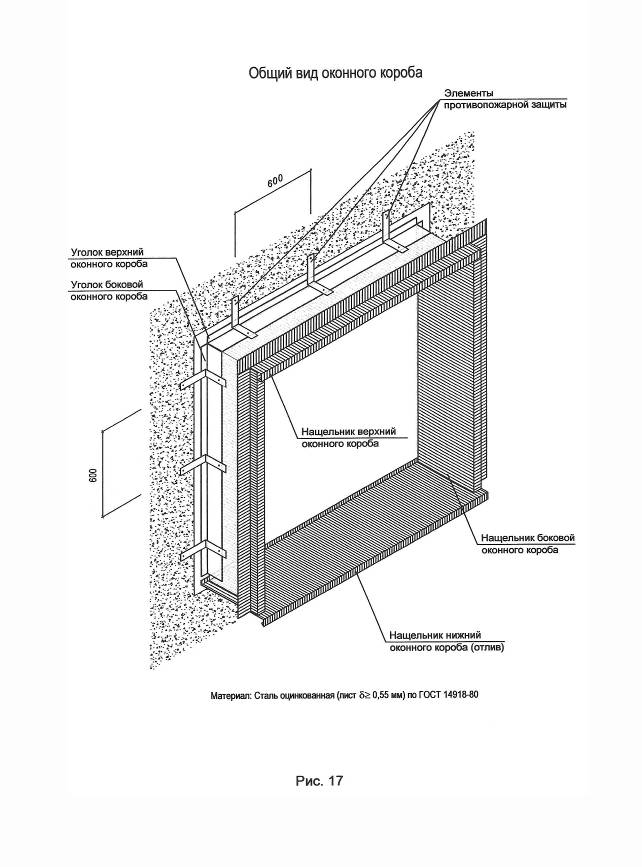 Общий вид оконного короба
Элементы
противопожарной защиты
600
Уголок верхний
оконного короба
Уголок боковой
оконного короба
Нащельник верхний
оконного короба
600
Нащельник боковой
оконного короба
Нащельник нижний
оконного короба (отлив)
Материал: Сталь оцинкованная (лист δ≥ 0,55 мм) по ГОСТ 14918-80
Рис. 17